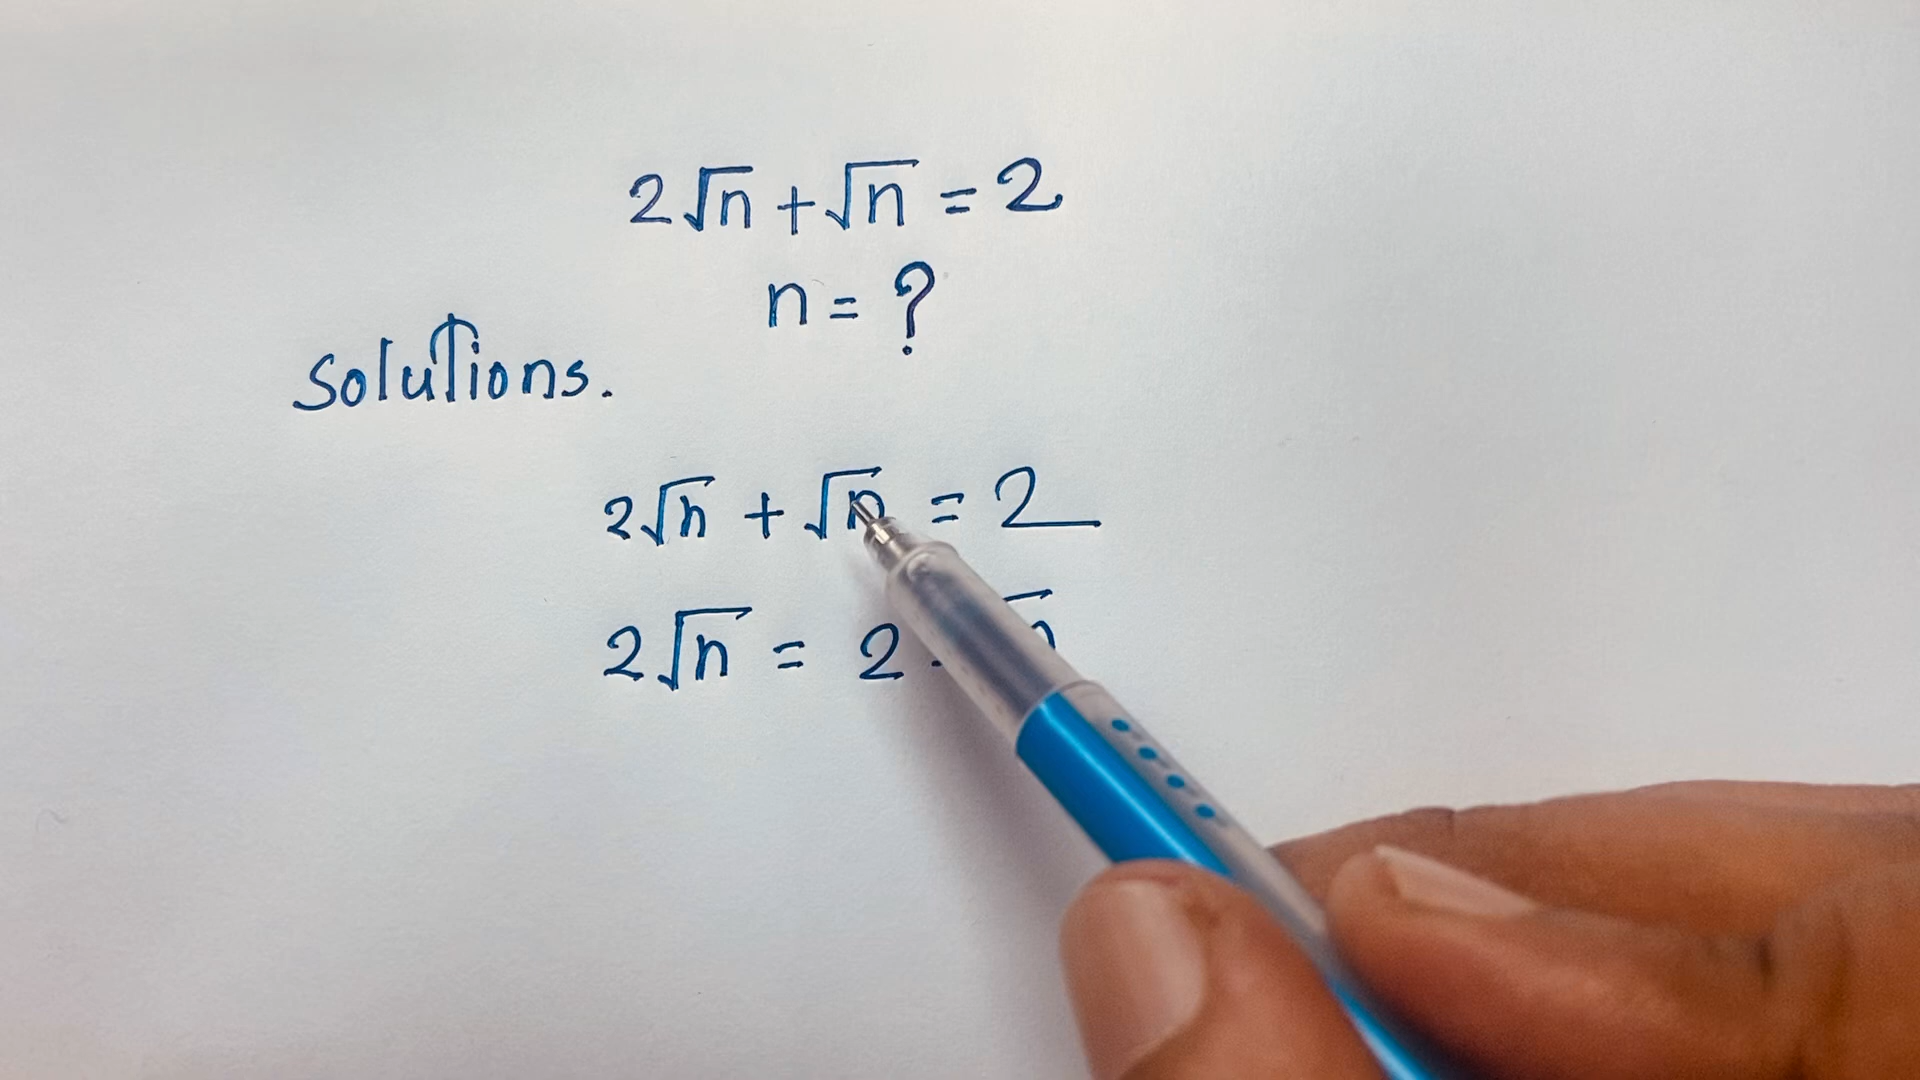 2√n + √n = 2
n = ?
Solutions.
2√n + √n = 2
2√n = 2